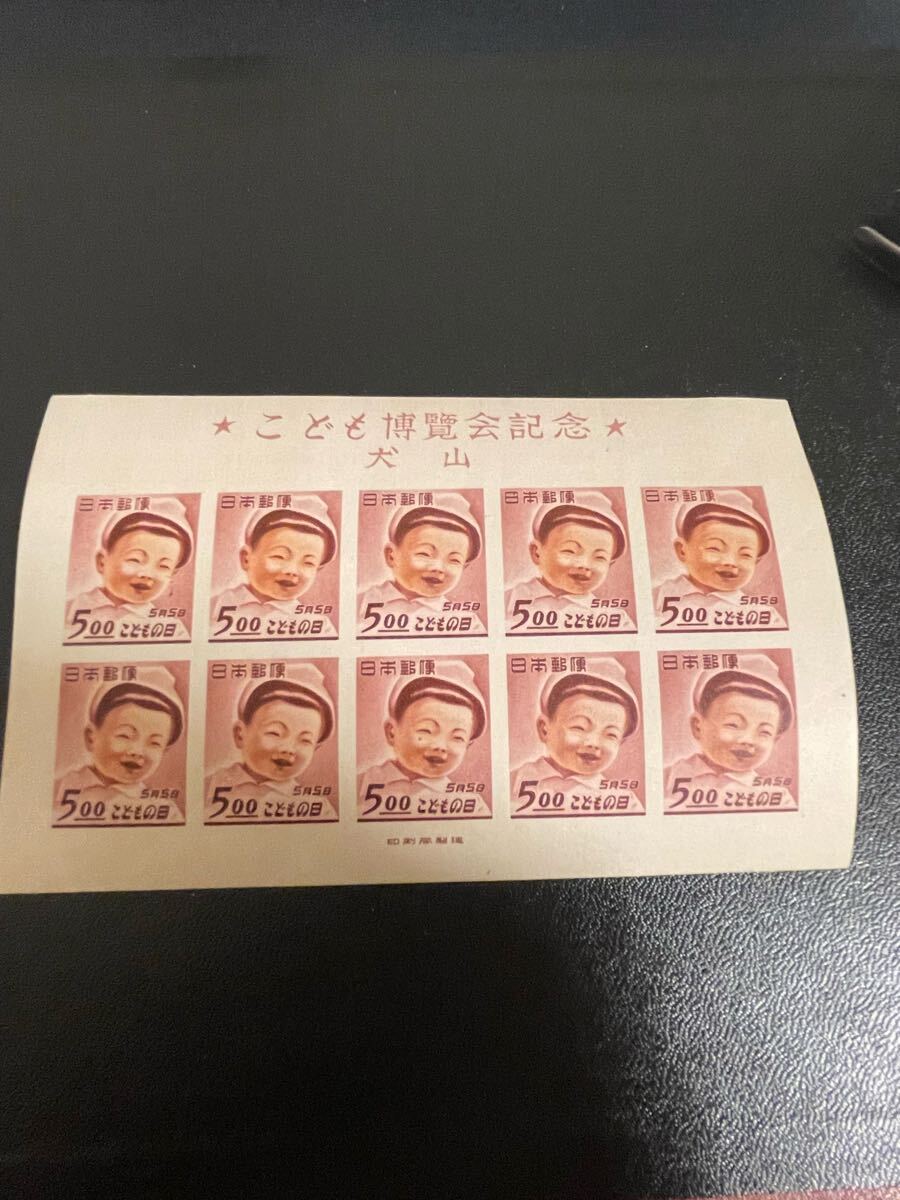 ★こども博覽会記念★
犬山
日本郵便 日本郵便 日本郵便 日本郵便 日本郵便
5月5日 5月5日 5月5日 5月5日 5月5日
5.00 こどもの日 5.00 こどもの日 5.00 こどもの日 5.00 こどもの日 5.00 こどもの日
日本郵便 日本郵便 日本郵便 日本郵便 日本郵便
5月5日 5月5日 5月5日 5月5日 5月5日
5.00 こどもの日 5.00 こどもの日 5.00 こどもの日 5.00 こどもの日 5.00 こどもの日
印刷庁製造